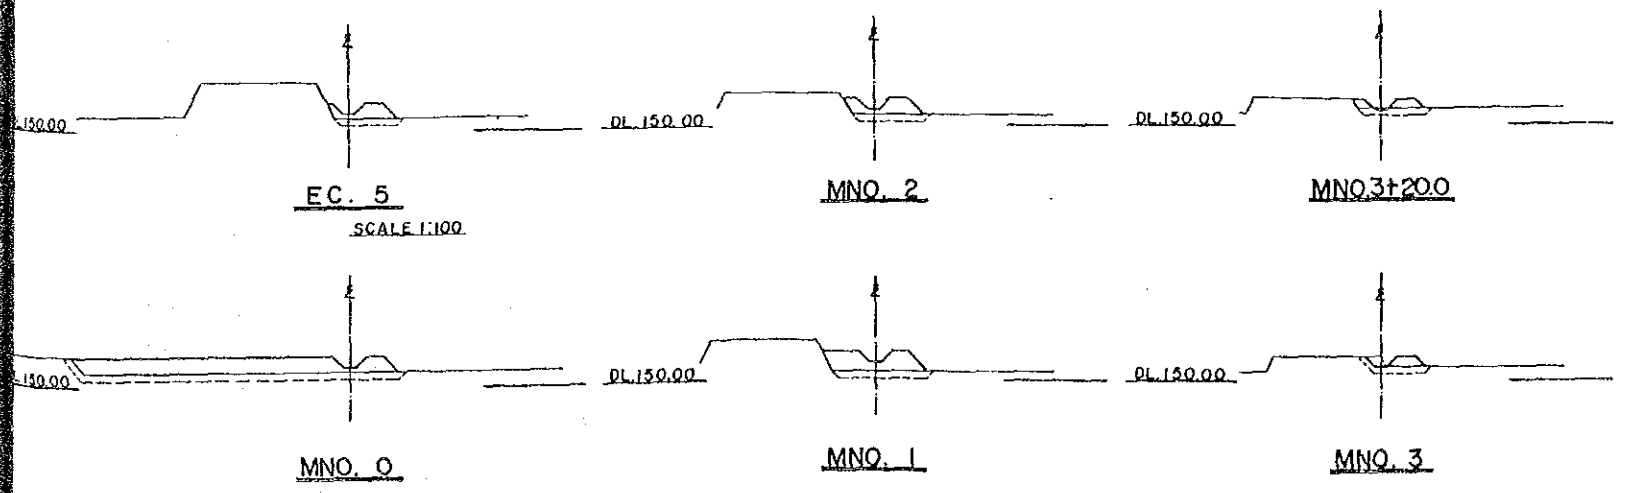 150.00
DL.150.00
DL.150.00
EC. 5
MNO. 2
MNO.3+20.0
SCALE 1:100
150.00
DL.150.00
DL.150.00
MNO. 0
MNO. 1
MNO. 3